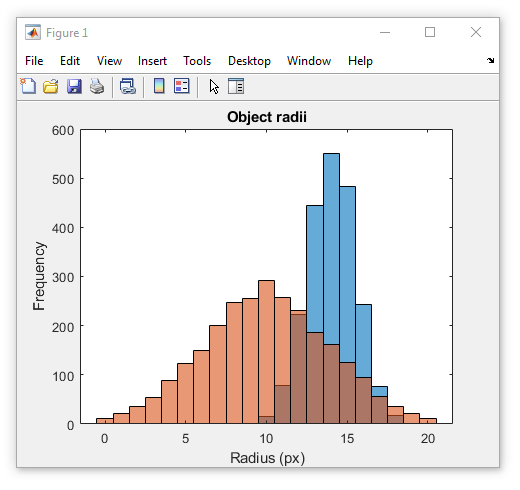 Figure 1
File Edit View Insert Tools Desktop Window Help
Object radii
600
500
400
300
200
100
0
Frequency
0 5 10 15 20
Radius (px)